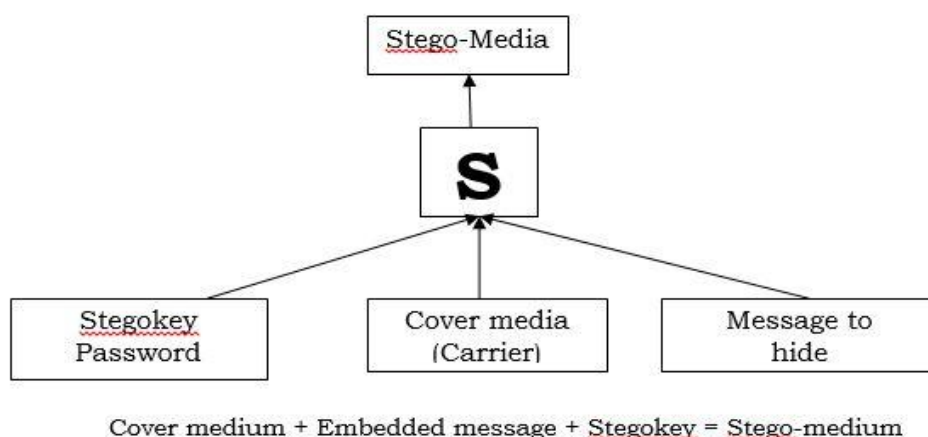 Stego-Media
S
Stegokey
Password
Cover media
(Carrier)
Message to
hide
Cover medium + Embedded message + Stegokey = Stego-medium